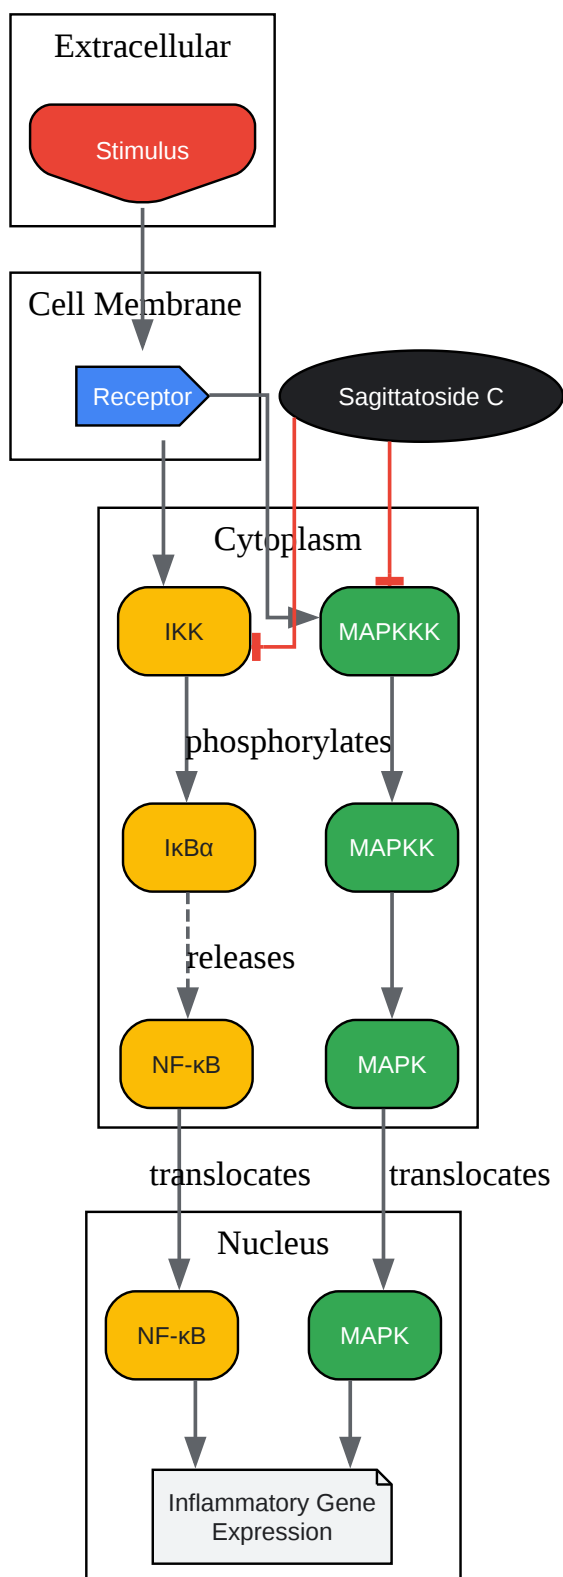 Extracellular
Stimulus
Cell Membrane
Receptor
Sagittatoside C
Cytoplasm
IKK
MAPKKK
phosphorylates
IκBα
MAPKK
releases
NF-κB
MAPK
translocates
translocates
Nucleus
NF-κB
MAPK
Inflammatory Gene
Expression